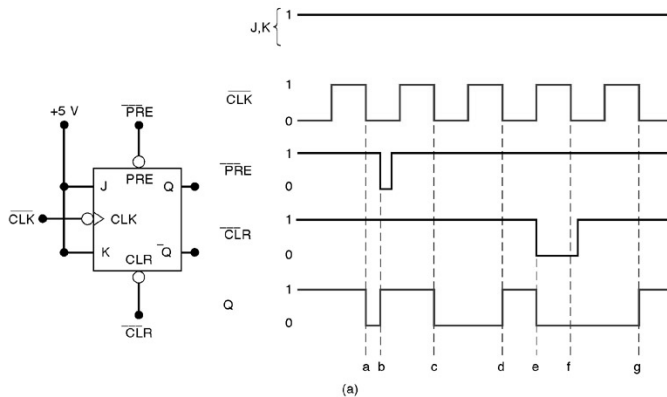 J,K
1
CLK
1
0
PRE
1
0
CLR
1
0
Q
1
0
a b c d e f g
+5 V
PRE
PRE
J Q
CLK CLK
K Q
CLR
CLR
(a)